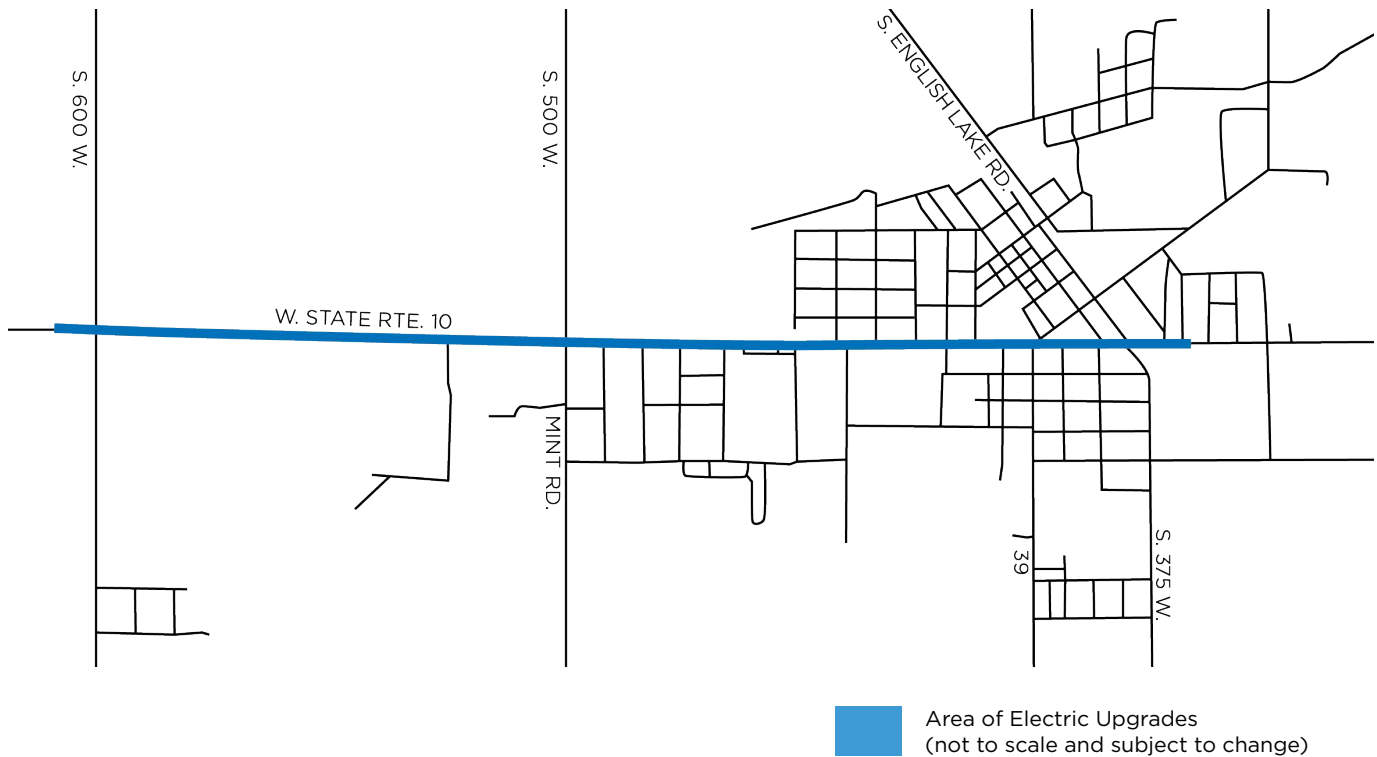 S. ENGLISH LAKE RD.
S. 600 W.
S. 500 W.
W. STATE RTE. 10
MINT RD.
39
S. 375 W.
Area of Electric Upgrades
(not to scale and subject to change)